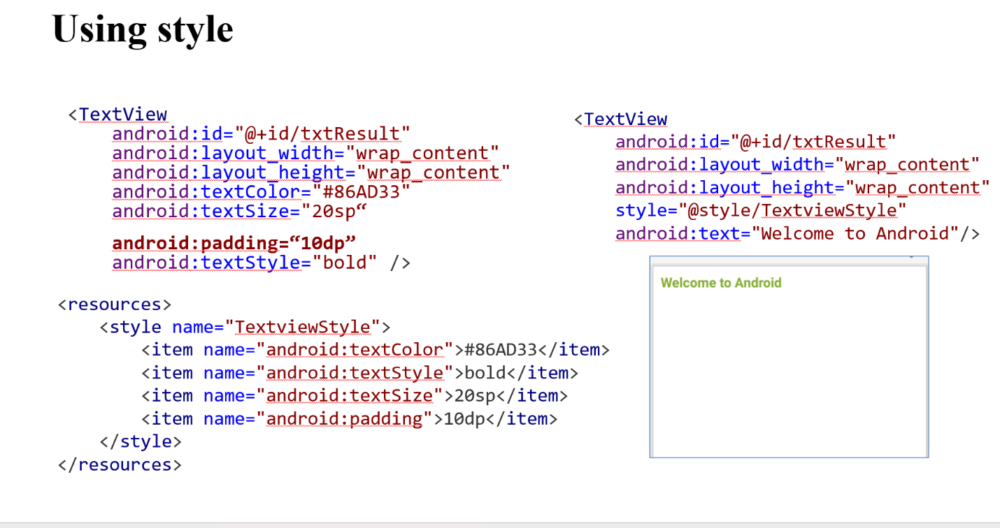 Using style
<TextView
android:id="@+id/txtResult"
android:layout_width="wrap_content"
android:layout_height="wrap_content"
android:textColor="#86AD33"
android:textSize="20sp“
android:padding=“10dp”
android:textStyle="bold" />
<resources>
<style name="TextviewStyle">
<item name="android:textColor">#86AD33</item>
<item name="android:textStyle">bold</item>
<item name="android:textSize">20sp</item>
<item name="android:padding">10dp</item>
</style>
</resources>
<TextView
android:id="@+id/txtResult"
android:layout_width="wrap_content"
android:layout_height="wrap_content"
style="@style/TextviewStyle"
android:text="Welcome to Android"/>
Welcome to Android